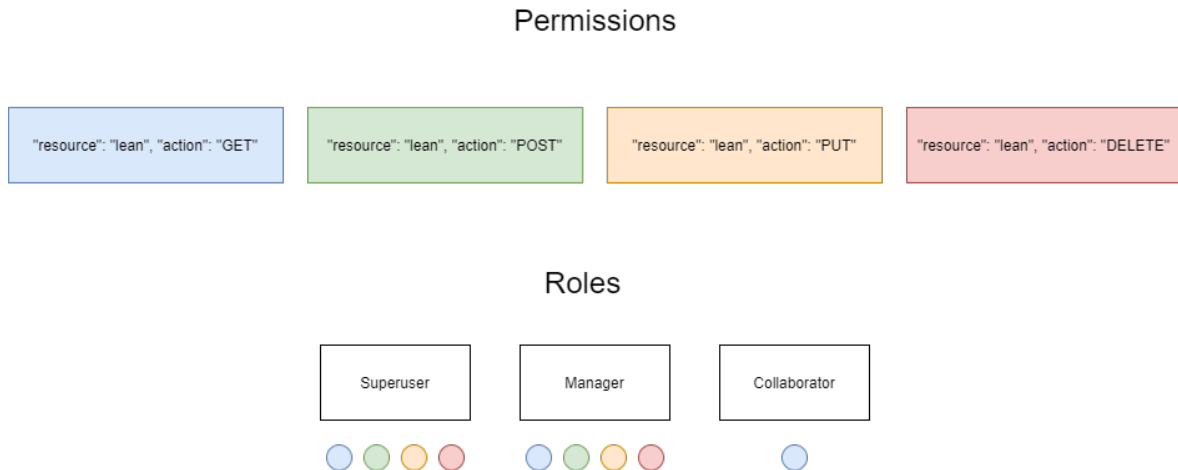 Permissions
"resource": "lean", "action": "GET"
"resource": "lean", "action": "POST"
"resource": "lean", "action": "PUT"
"resource": "lean", "action": "DELETE"
Roles
Superuser
Manager
Collaborator